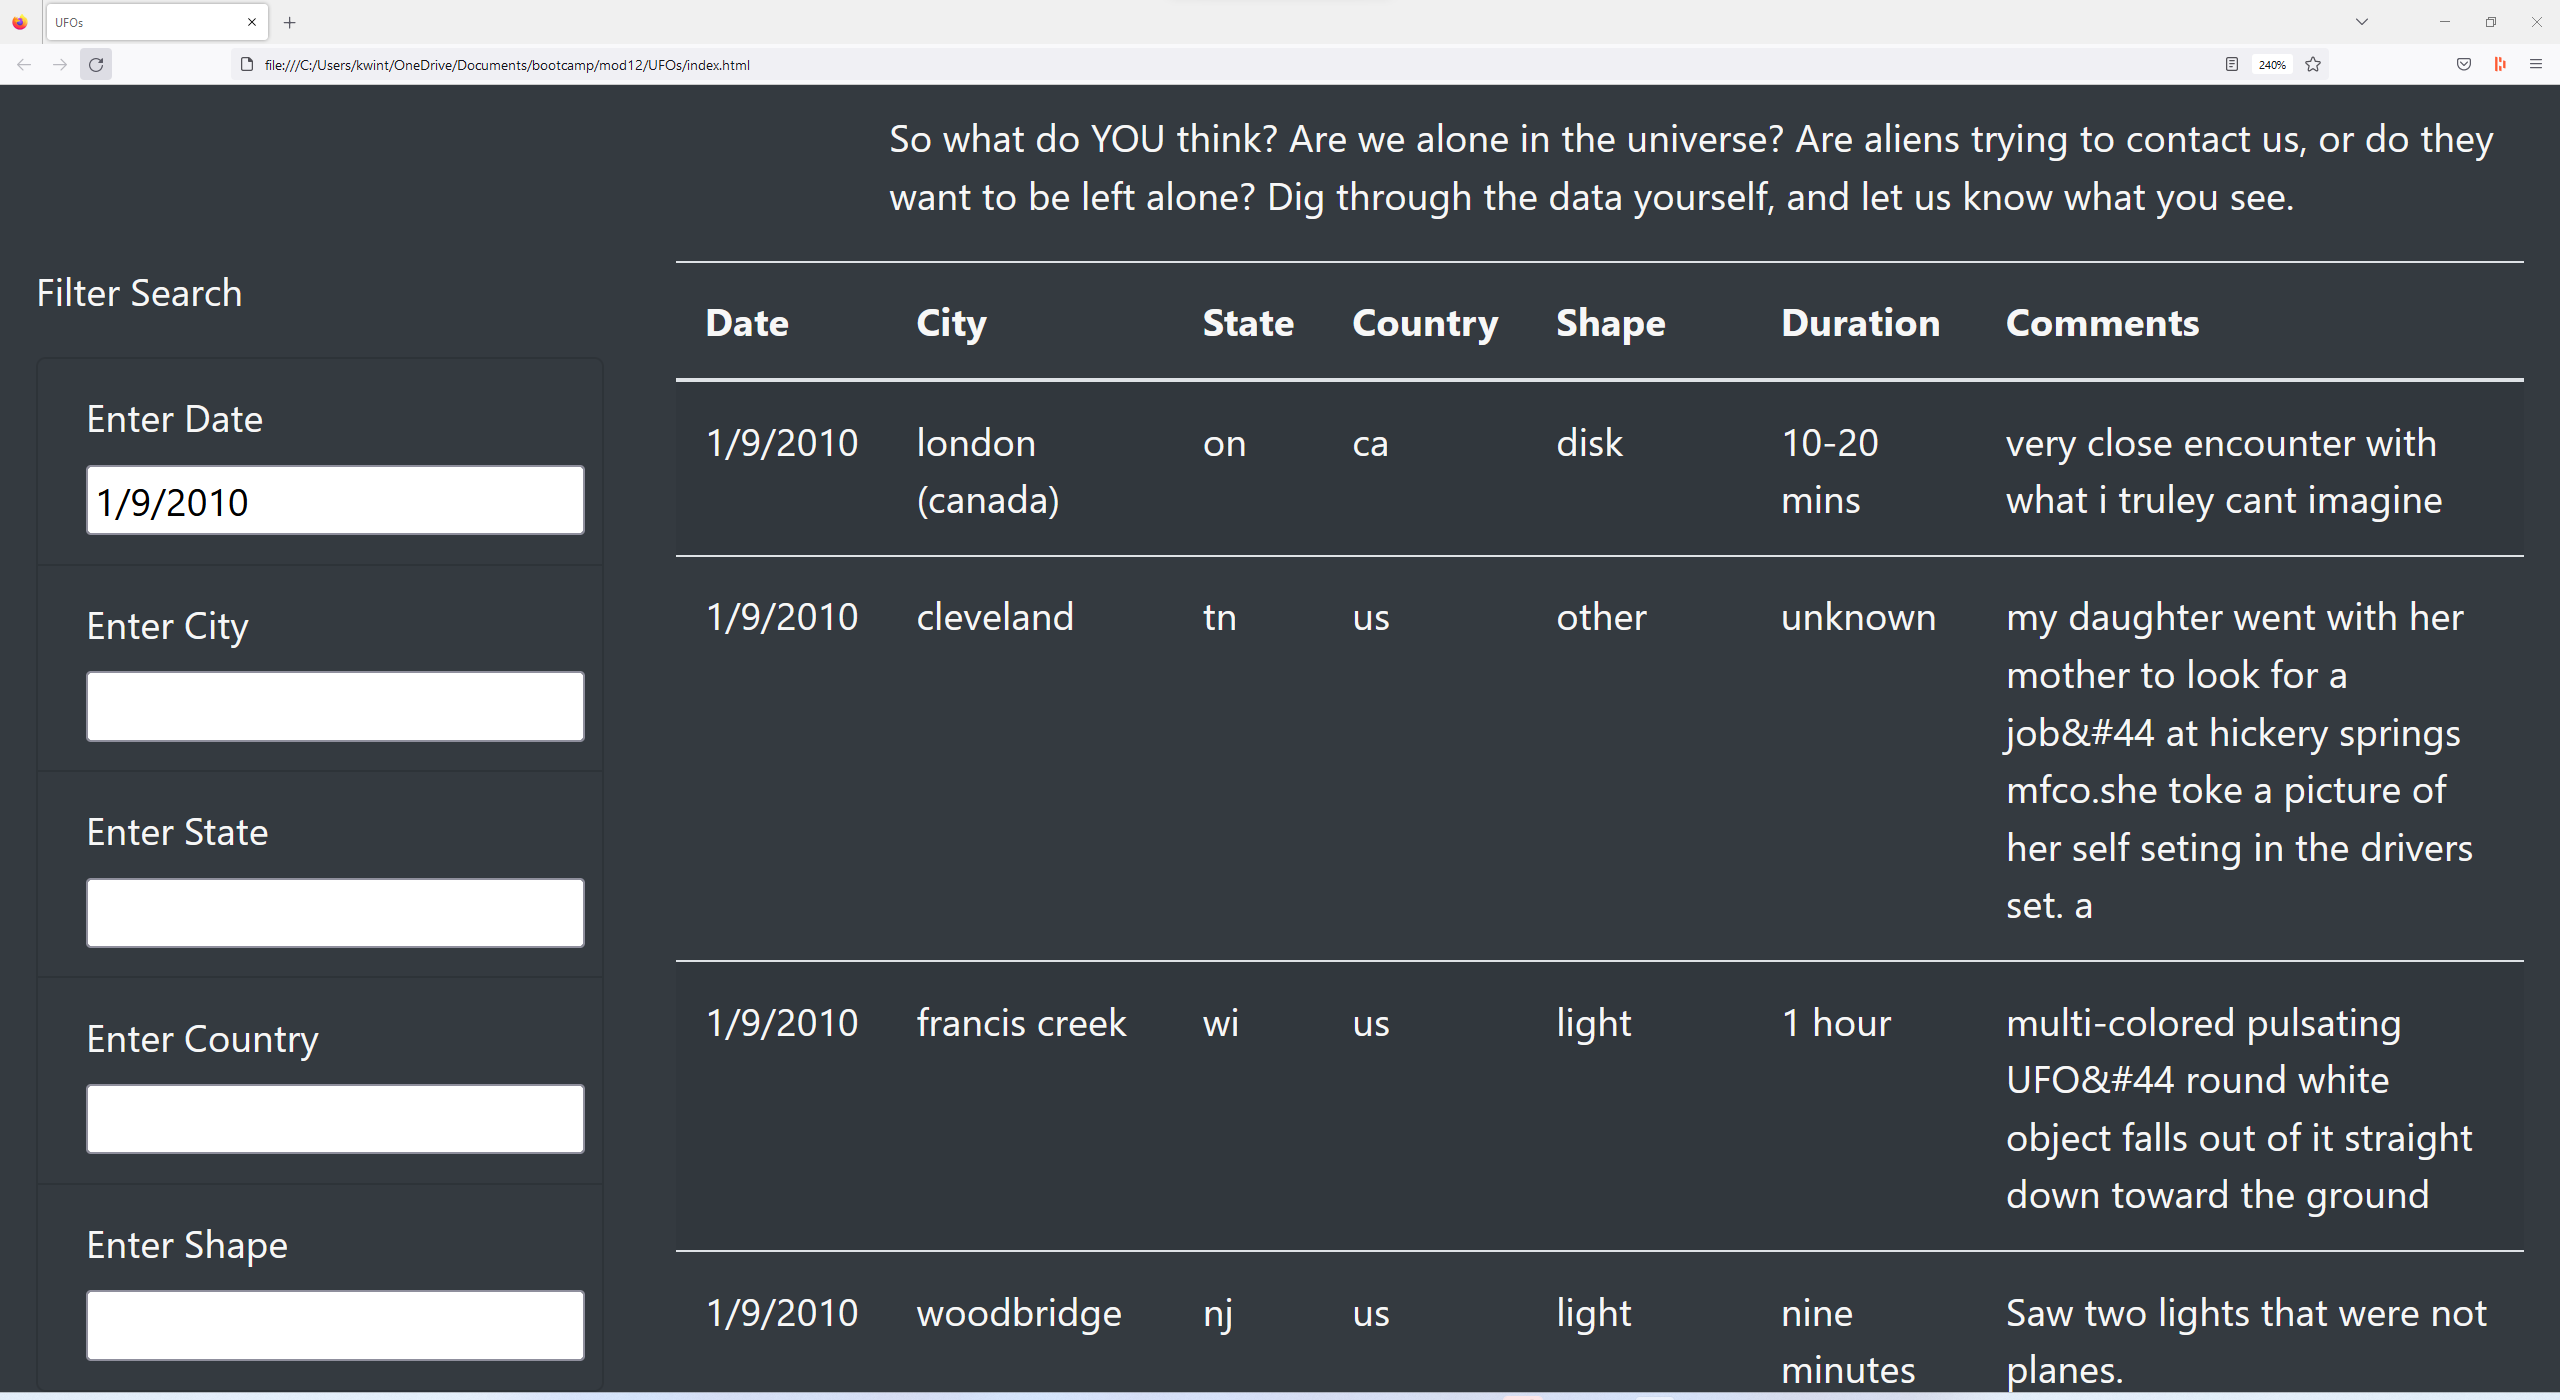 UFOs
file:///C:/Users/kwint/OneDrive/Documents/bootcamp/mod12/UFOs/index.html
240%
So what do YOU think? Are we alone in the universe? Are aliens trying to contact us, or do they
want to be left alone? Dig through the data yourself, and let us know what you see.
Filter Search
Enter Date
1/9/2010
Enter City
Enter State
Enter Country
Enter Shape
Date City State Country Shape Duration Comments
1/9/2010 london on ca disk 10-20 very close encounter with
(canada) mins what i truley cant imagine
1/9/2010 cleveland tn us other unknown my daughter went with her
mother to look for a
job&#44 at hickery springs
mfco.she toke a picture of
her self seting in the drivers
set. a
1/9/2010 francis creek wi us light 1 hour multi-colored pulsating
UFO&#44 round white
object falls out of it straight
down toward the ground
1/9/2010 woodbridge nj us light nine Saw two lights that were not
minutes planes.